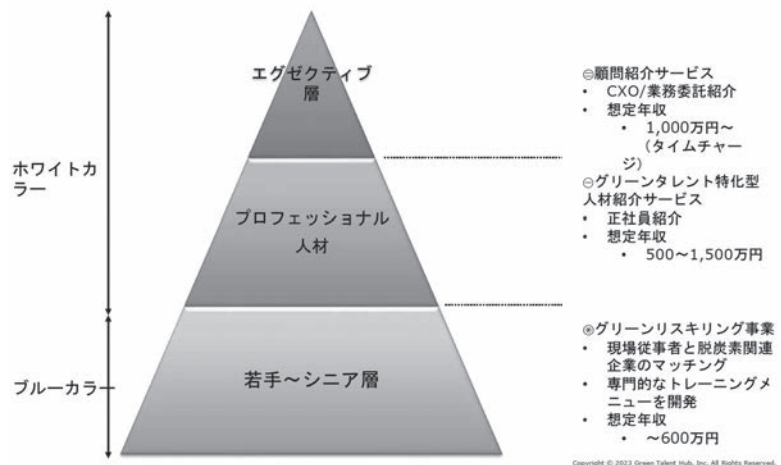 エグゼクティブ
層
ホワイトカ
ラー
プロフェッショナル
人材
ブルーカラー
若手～シニア層
㊂顧問紹介サービス
• CXO/業務委託紹介
• 想定年収
• 1,000万円～
（タイムチャー
ジ）
㊀グリーンタレント特化型
人材紹介サービス
• 正社員紹介
• 想定年収
• 500～1,500万円
グリーンリスキリング事業
• 現場従事者と脱炭素関連
企業のマッチング
• 専門的なトレーニングメ
ニューを開発
• 想定年収
• ～600万円
Copyright © 2023 Green Talent Hub, Inc. All Rights Reserved.